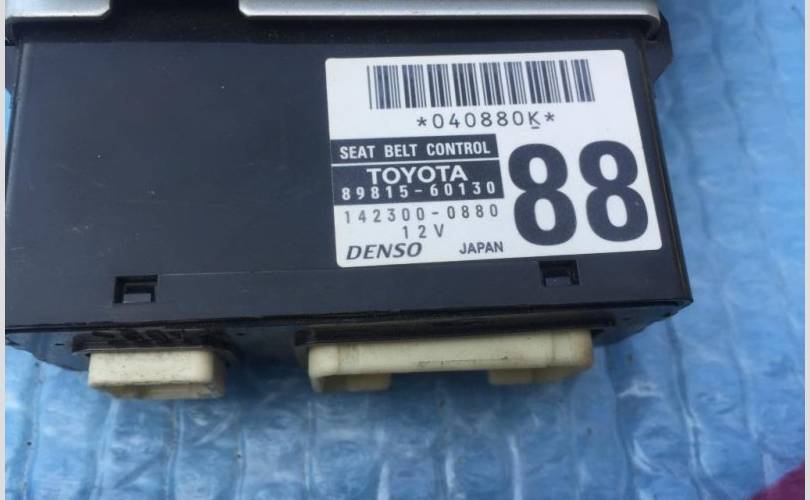 *040880K*
SEAT BELT CONTROL
TOYOTA
89815-60130
142300-0880
12V
DENSO JAPAN
88